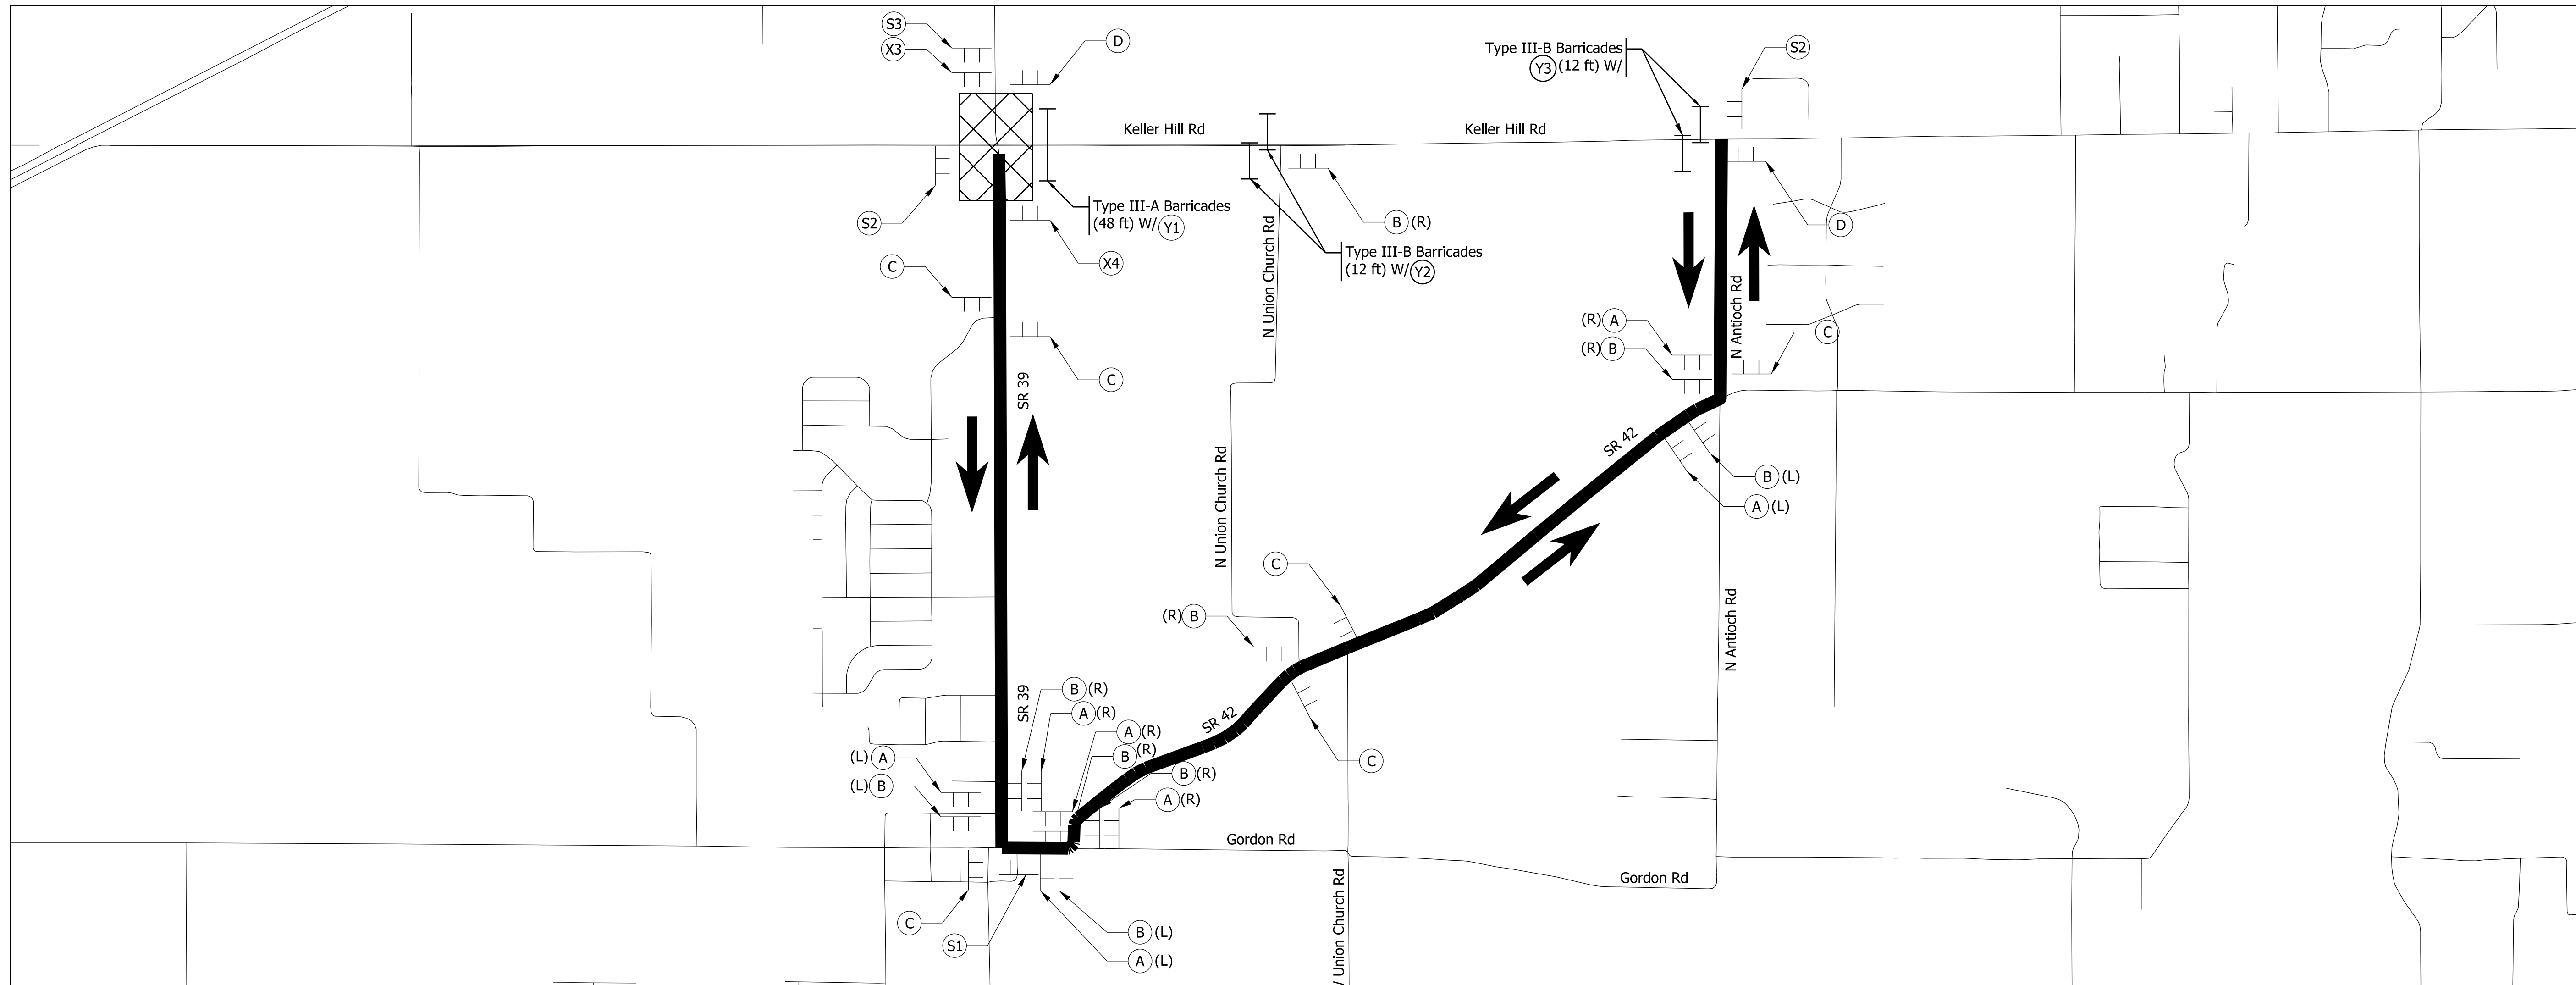 S3
X3
D
Type III-B Barricades
Y3 (12 ft) W/
S2
Keller Hill Rd
Keller Hill Rd
Type III-A Barricades
(48 ft) W/ Y1
S2
B (R)
D
Type III-B Barricades
(12 ft) W/ Y2
X4
C
N Union Church Rd
N Antioch Rd
(R) A
(R) B
C
C
SR 39
SR 42
N Union Church Rd
B (L)
A (L)
C
(R) B
N Antioch Rd
SR 39
B (R)
A (R)
A (R)
B (R)
SR 42
B (R)
A (R)
C
(L) A
(L) B
Gordon Rd
Gordon Rd
Union Church Rd
C
S1
B (L)
A (L)